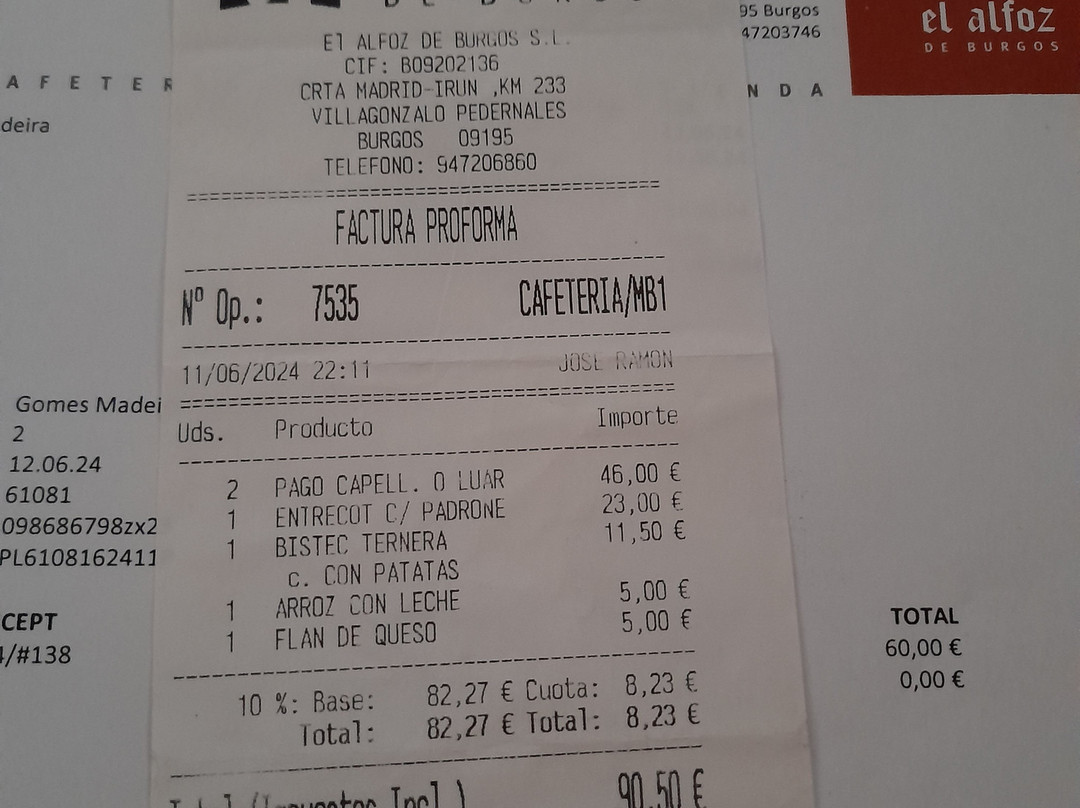 DE BURGOS
El ALFOZ DE BURGOS S.L.
CIF: B09202136
CRTA MADRID-IRUN ,KM 233
VILLAGONZALO PEDERNALES
BURGOS 09195
TELEFONO: 947206860
FACTURA PROFORMA
Nº Op.: 7535 CAFETERIA/MB1
11/06/2024 22:11 JOSE RAMON
Uds. Producto Importe
2 PAGO CAPELL. O LUAR 46,00 €
1 ENTRECOT C/ PADRONE 23,00 €
1 BISTEC TERNERA 11,50 €
c. CON PATATAS
1 ARROZ CON LECHE 5,00 €
1 FLAN DE QUESO 5,00 €
10 %: Base: 82,27 € Cuota: 8,23 €
Total: 82,27 € Total: 8,23 €
90,50 €
95 Burgos
47203746
el alfoz
DE BURGOS
AFETER
NDA
deira
Gomes Madei
2
12.06.24
61081
098686798zx2
PL6108162411
CEPT
/#138
TOTAL
60,00 €
0,00 €